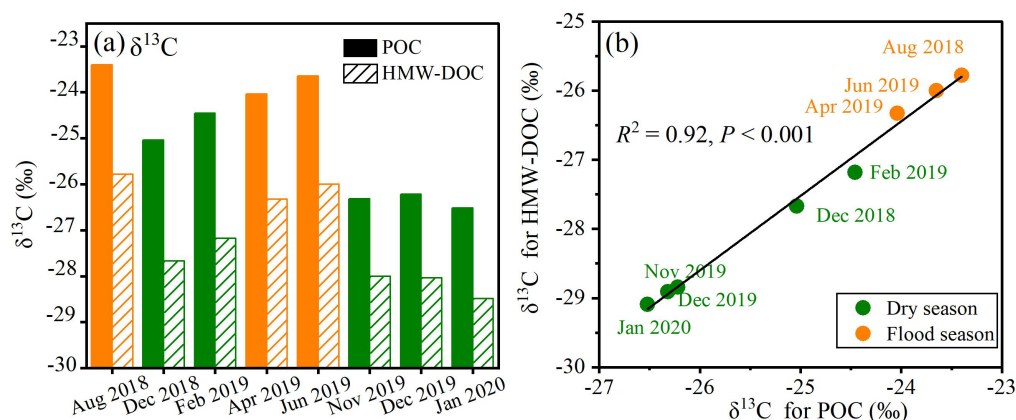 (a) δ¹³C
POC
HMW-DOC
δ¹³C (‰)
-23
-24
-25
-26
-27
-28
-29
-30
Aug 2018
Dec 2018
Feb 2019
Apr 2019
Jun 2019
Nov 2019
Dec 2019
Jan 2020
(b)
δ¹³C for HMW-DOC (‰)
-25
-26
-27
-28
-29
-30
Aug 2018
Jun 2019
Apr 2019
R² = 0.92, P < 0.001
Feb 2019
Dec 2018
Nov 2019
Dec 2019
Jan 2020
Dry season
Flood season
-27
-26
-25
-24
-23
δ¹³C for POC (‰)